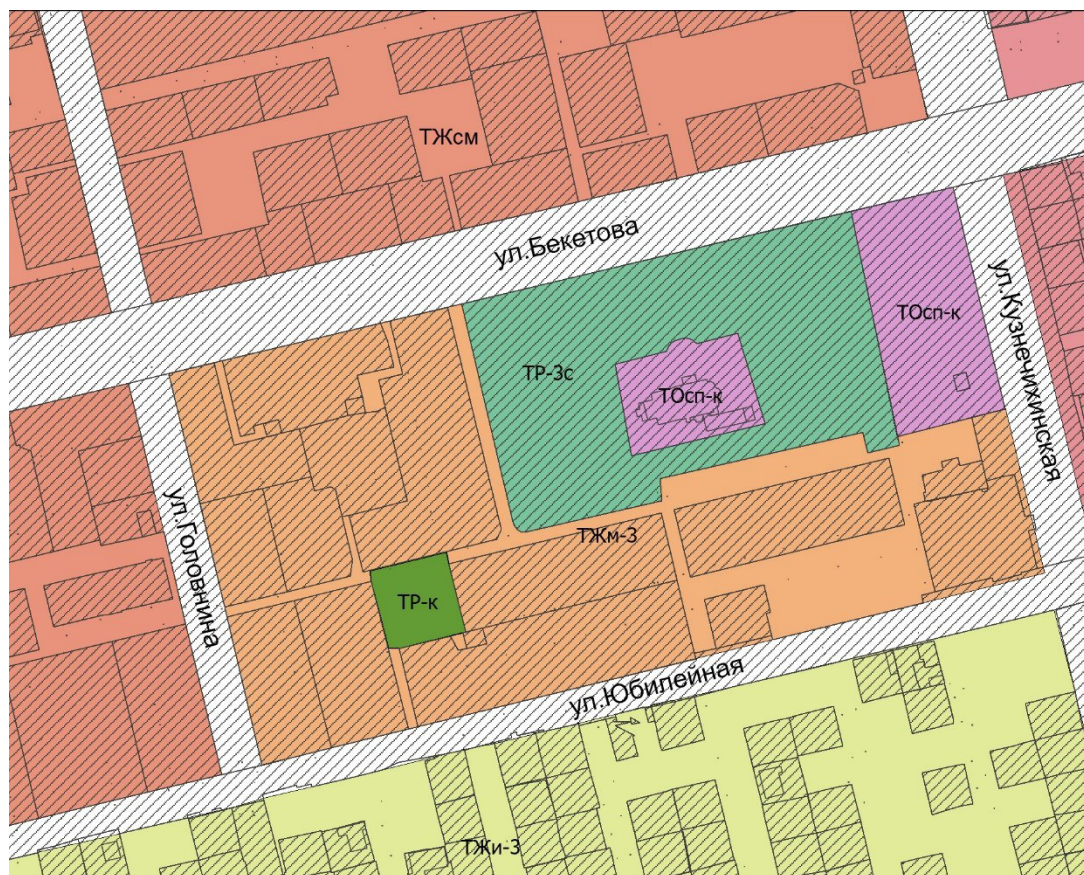 ТЖсм
ул.Бекетова
ул.Кузнечихинская
ТОсп-к
ТР-3с
ТОсп-к
ул.Головнина
ТЖм-3
ТР-к
ул.Юбилейная
ТЖи-3